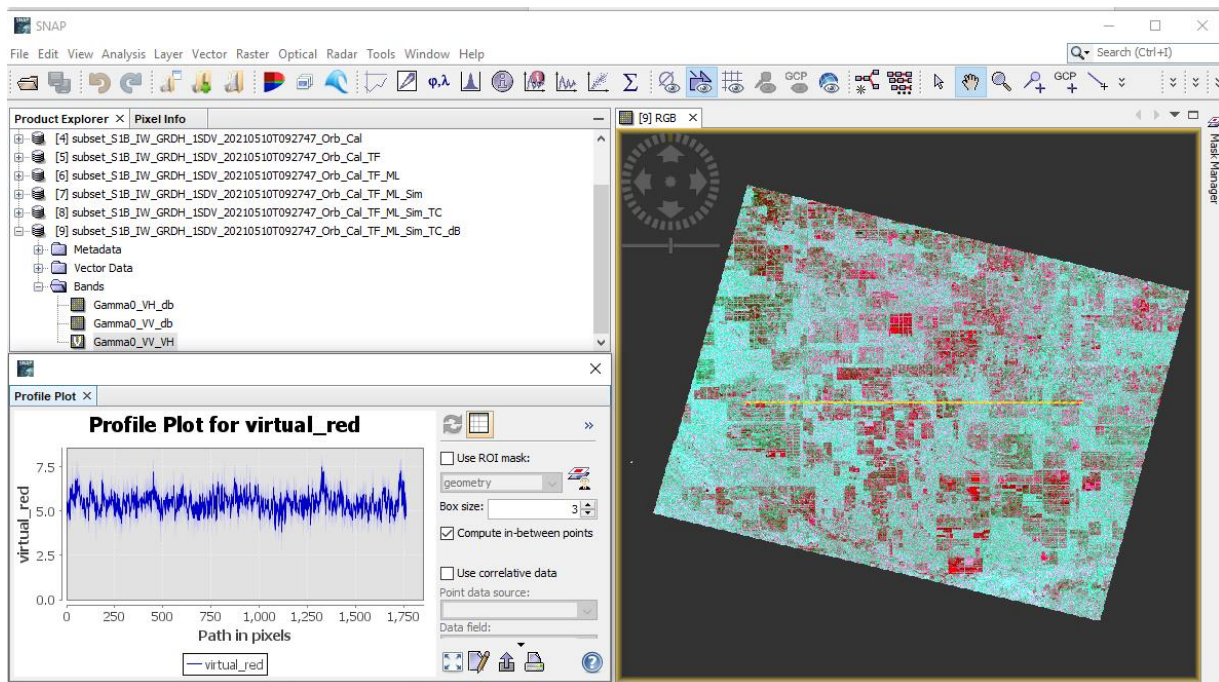 SNAP
File Edit View Analysis Layer Vector Raster Optical Radar Tools Window Help
Search (Ctrl+I)
φ,λ
Σ
GCP
GCP
Product Explorer × Pixel Info
[4] subset_S1B_IW_GRDH_1SDV_20210510T092747_Orb_Cal
[5] subset_S1B_IW_GRDH_1SDV_20210510T092747_Orb_Cal_TF
[6] subset_S1B_IW_GRDH_1SDV_20210510T092747_Orb_Cal_TF_ML
[7] subset_S1B_IW_GRDH_1SDV_20210510T092747_Orb_Cal_TF_ML_Sim
[8] subset_S1B_IW_GRDH_1SDV_20210510T092747_Orb_Cal_TF_ML_Sim_TC
[9] subset_S1B_IW_GRDH_1SDV_20210510T092747_Orb_Cal_TF_ML_Sim_TC_dB
Metadata
Vector Data
Bands
Gamma0_VH_db
Gamma0_VV_db
Gamma0_VV_VH
[9] RGB ×
Mask Manager
Profile Plot ×
Profile Plot for virtual_red
7.5
5.0
2.5
0.0
virtual_red
0 250 500 750 1,000 1,250 1,500 1,750
Path in pixels
virtual_red
Use ROI mask:
geometry
Box size: 3
Compute in-between points
Use correlative data
Point data source:
Data field: